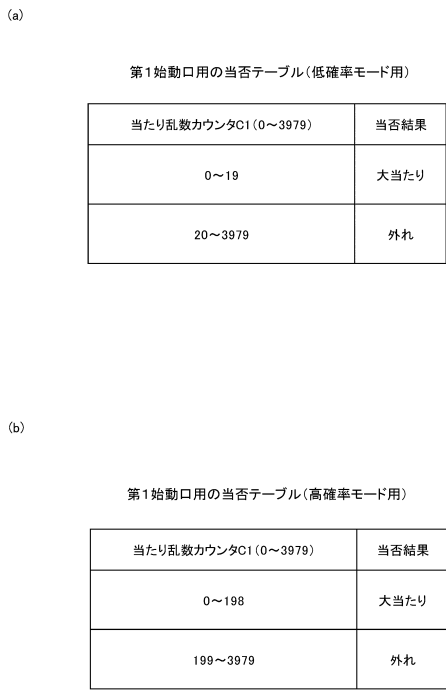 (a)
第1始動口用の当否テーブル(低確率モード用)
当たり乱数カウンタC1(0～3979) 当否結果
0～19 大当たり
20～3979 外れ
(b)
第1始動口用の当否テーブル(高確率モード用)
当たり乱数カウンタC1(0～3979) 当否結果
0～198 大当たり
199～3979 外れ